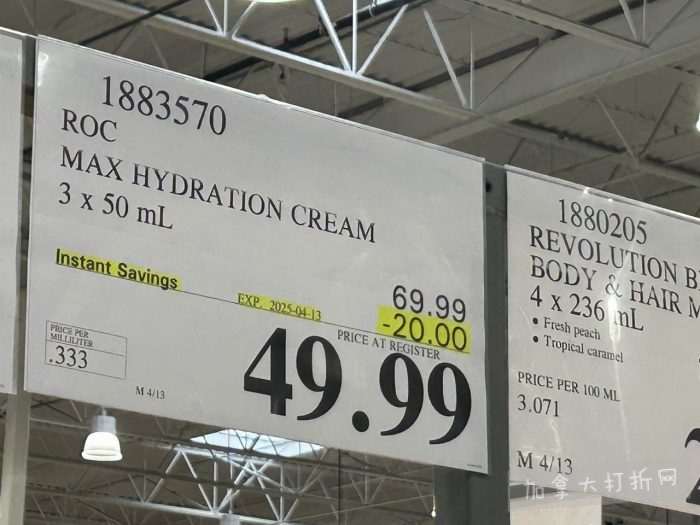 1883570
ROC
MAX HYDRATION CREAM
3 x 50 mL
Instant Savings
EXP. 2025-04-13
69.99
-20.00
PRICE AT REGISTER
49.99
PRICE PER
MILLILITER
.333
M 4/13
1880205
REVOLUTION B
BODY & HAIR M
4 x 236 mL
• Fresh peach
• Tropical caramel
PRICE PER 100 ML
3.071
M 4/13
加拿大打折网